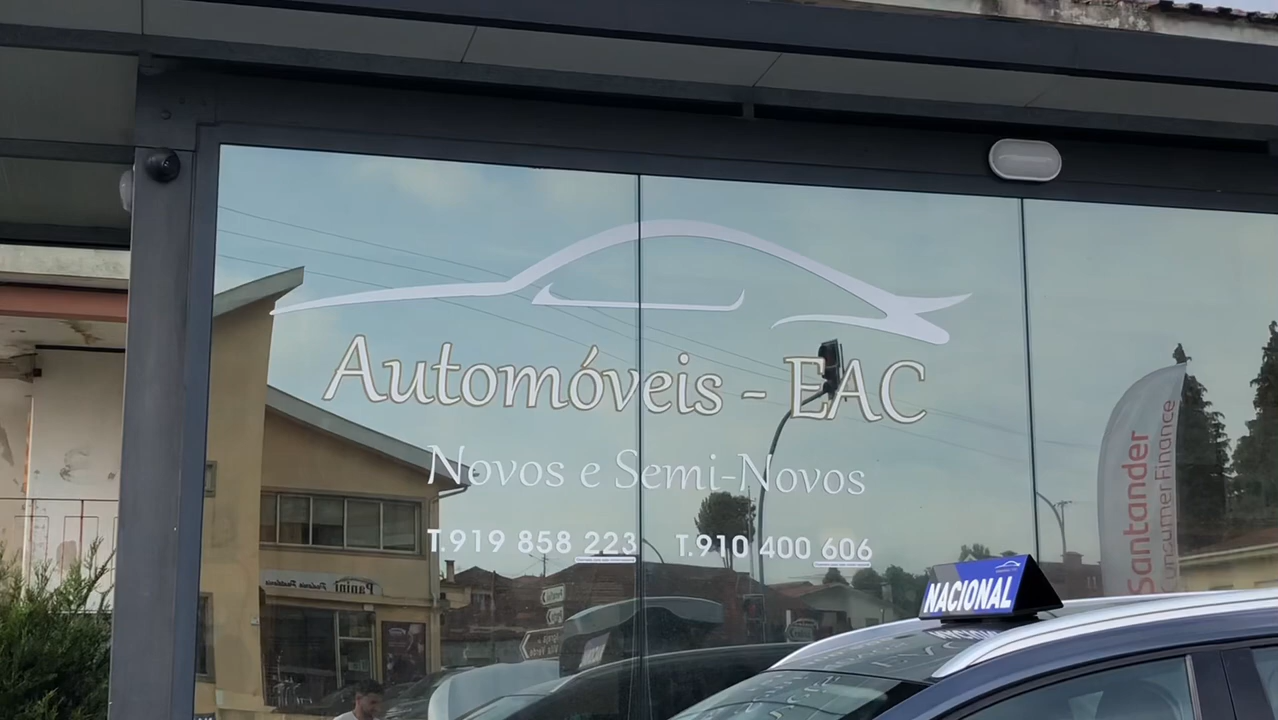 Automóveis - EAC
Novos e Semi-Novos
T.919 858 223 T.910 400 606
Santander
Consumer Finance
NACIONAL
Panini